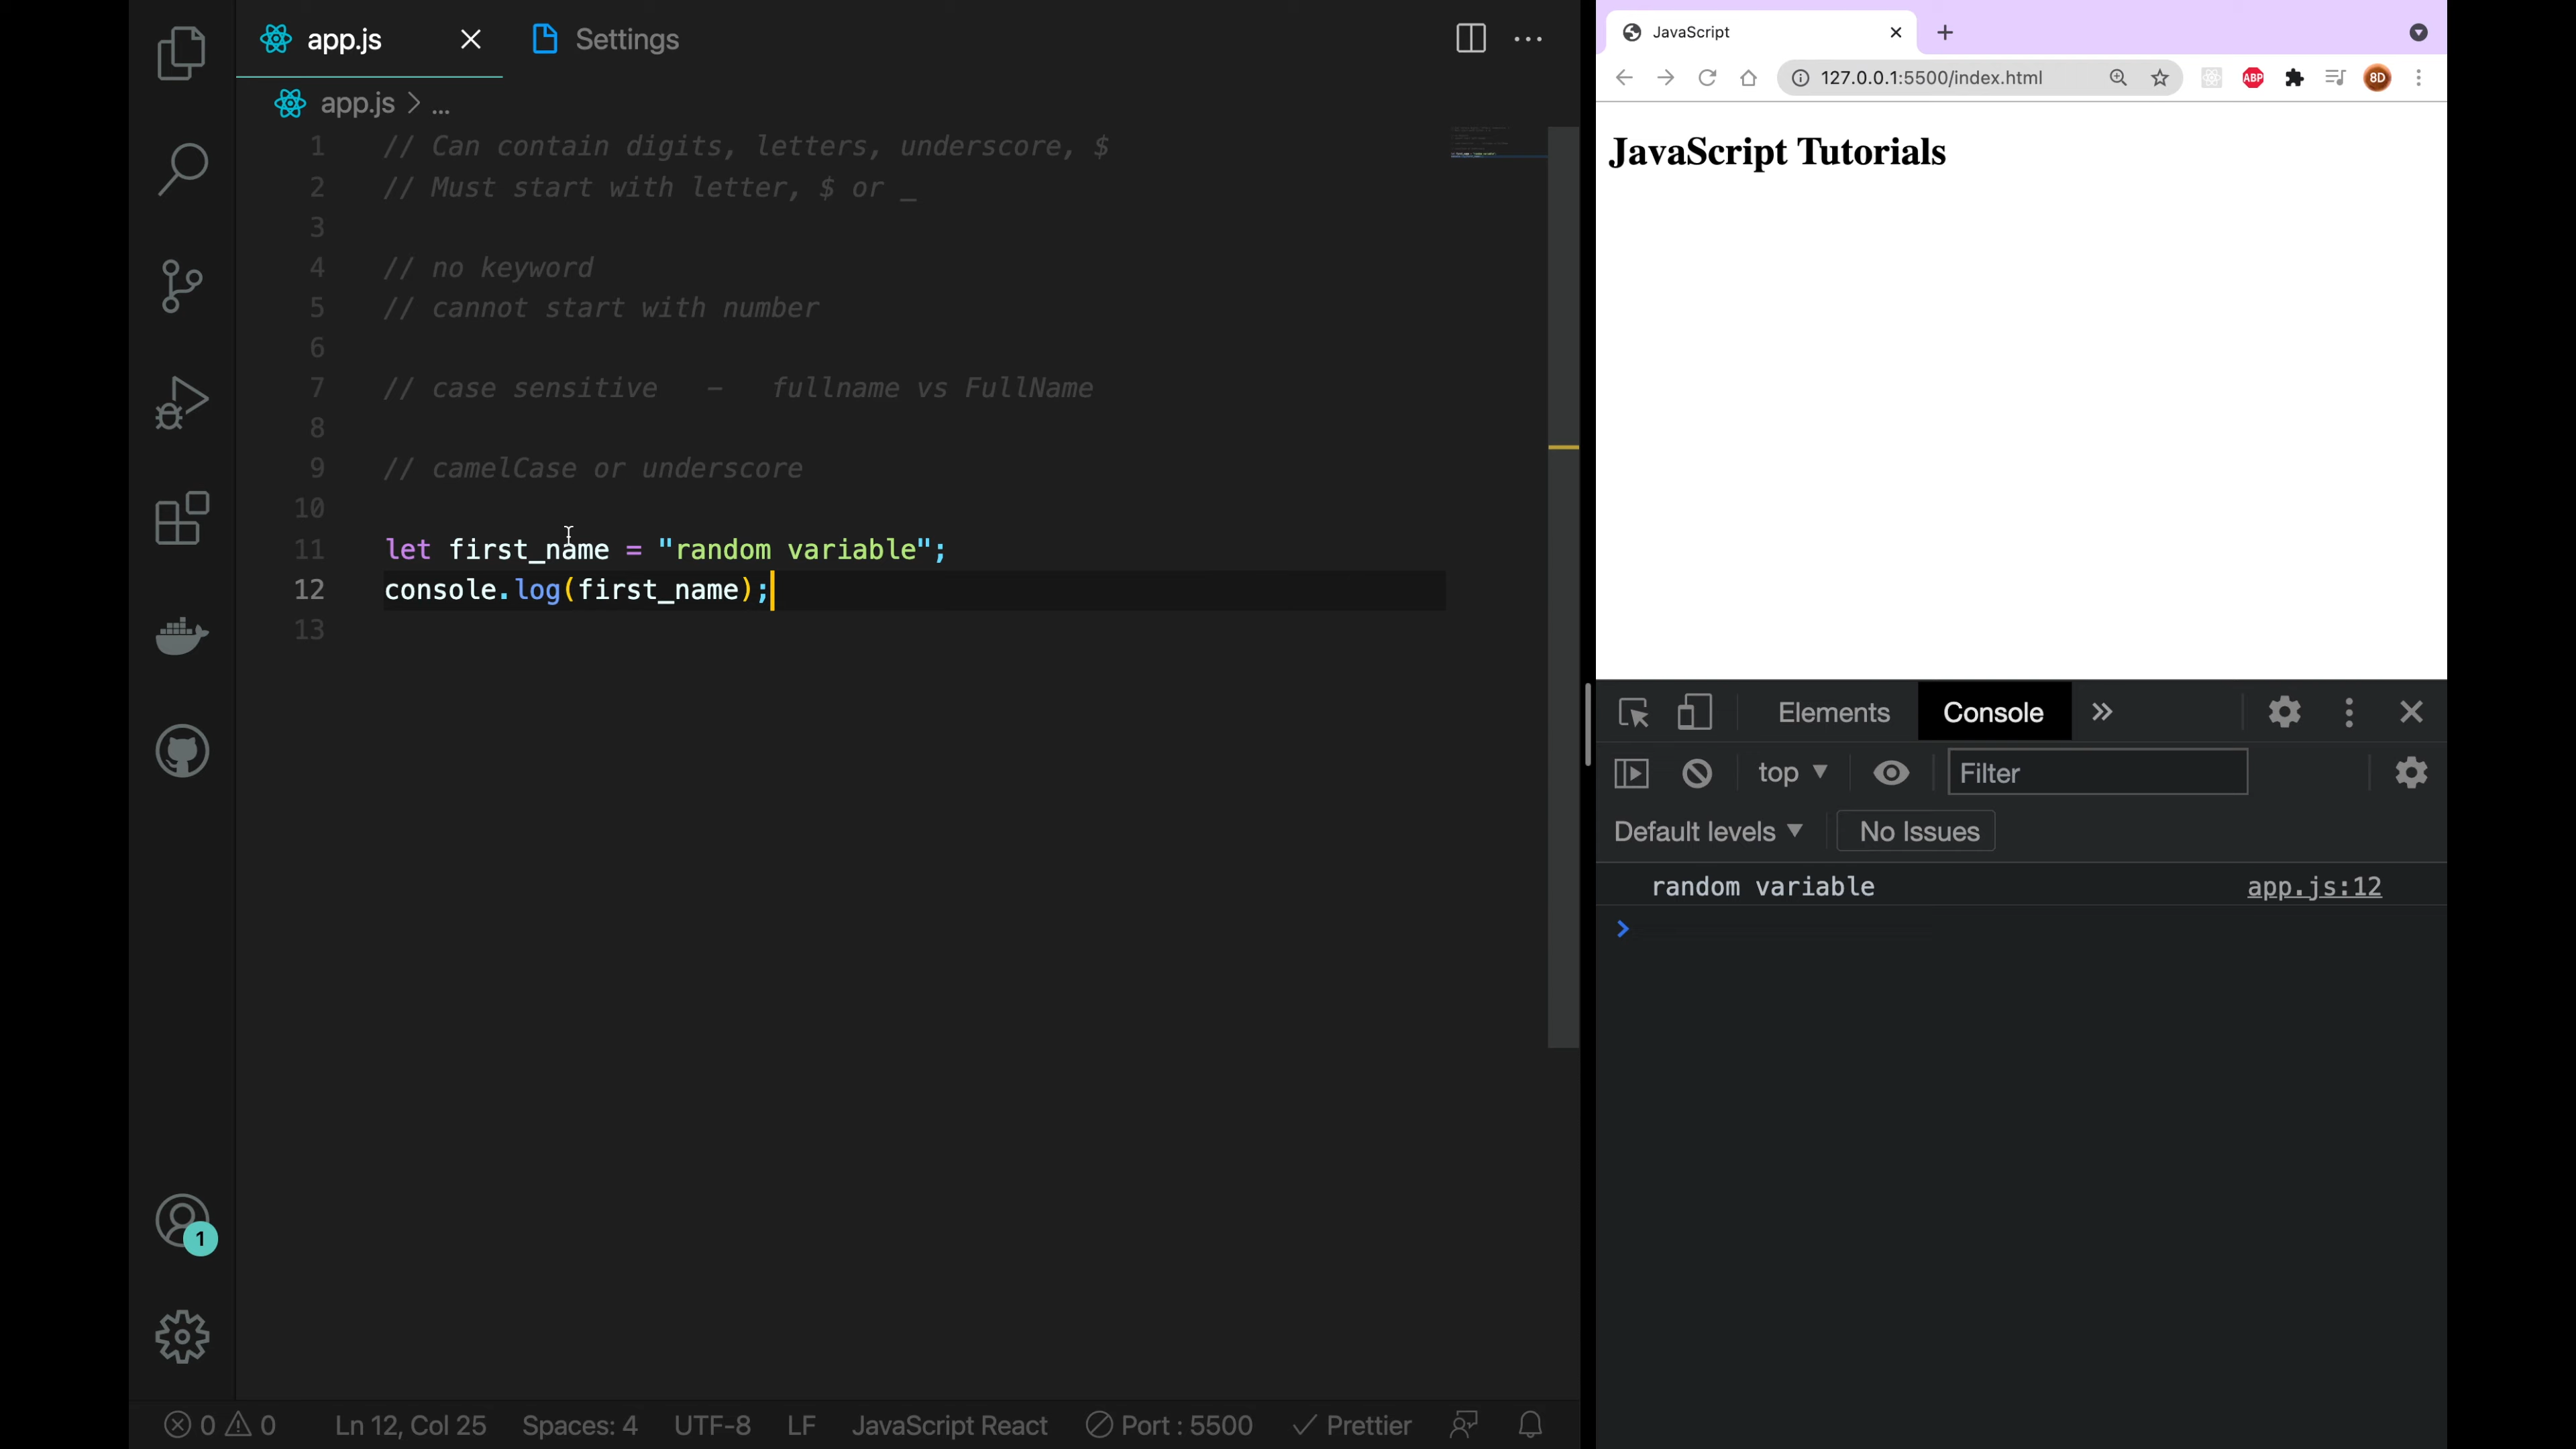 app.js
Settings
app.js > ...
1 // Can contain digits, letters, underscore, $
2 // Must start with letter, $ or _
3
4 // no keyword
5 // cannot start with number
6
7 // case sensitive   -   fullname vs FullName
8
9 // camelCase or underscore
10
11 let first_name = "random variable";
12 console.log(first_name);
13
1
0 0
Ln 12, Col 25
Spaces: 4
UTF-8
LF
JavaScript React
Port : 5500
Prettier
JavaScript
127.0.0.1:5500/index.html
ABP
8D
JavaScript Tutorials
Elements
Console
top
Filter
Default levels
No Issues
random variable
app.js:12